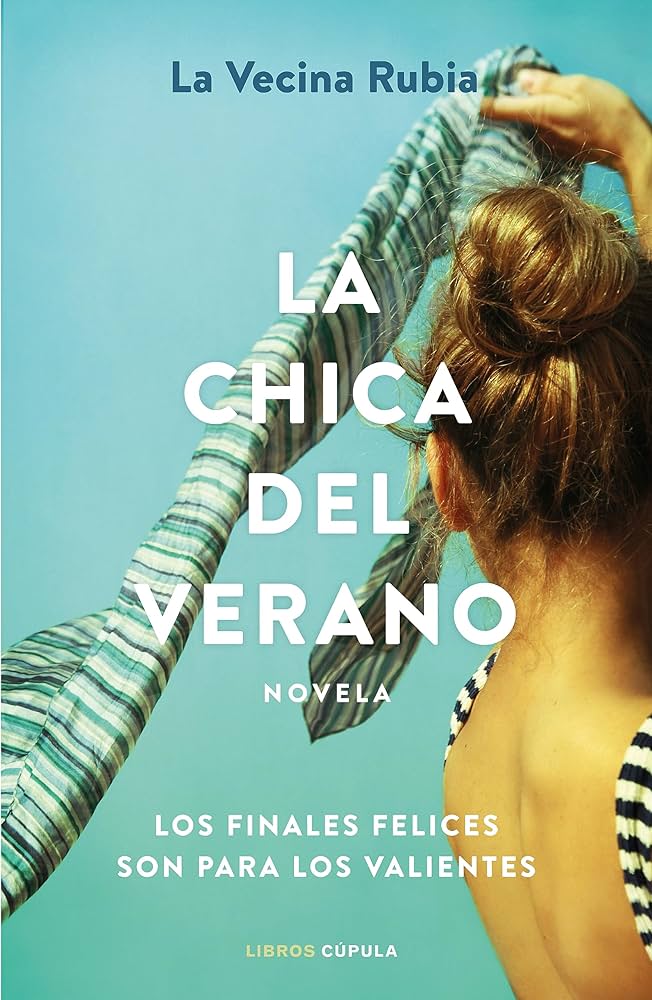 La Vecina Rubia
LA
CHICA
DEL
VERANO
NOVELA
LOS FINALES FELICES
SON PARA LOS VALIENTES
LIBROS CÚPULA